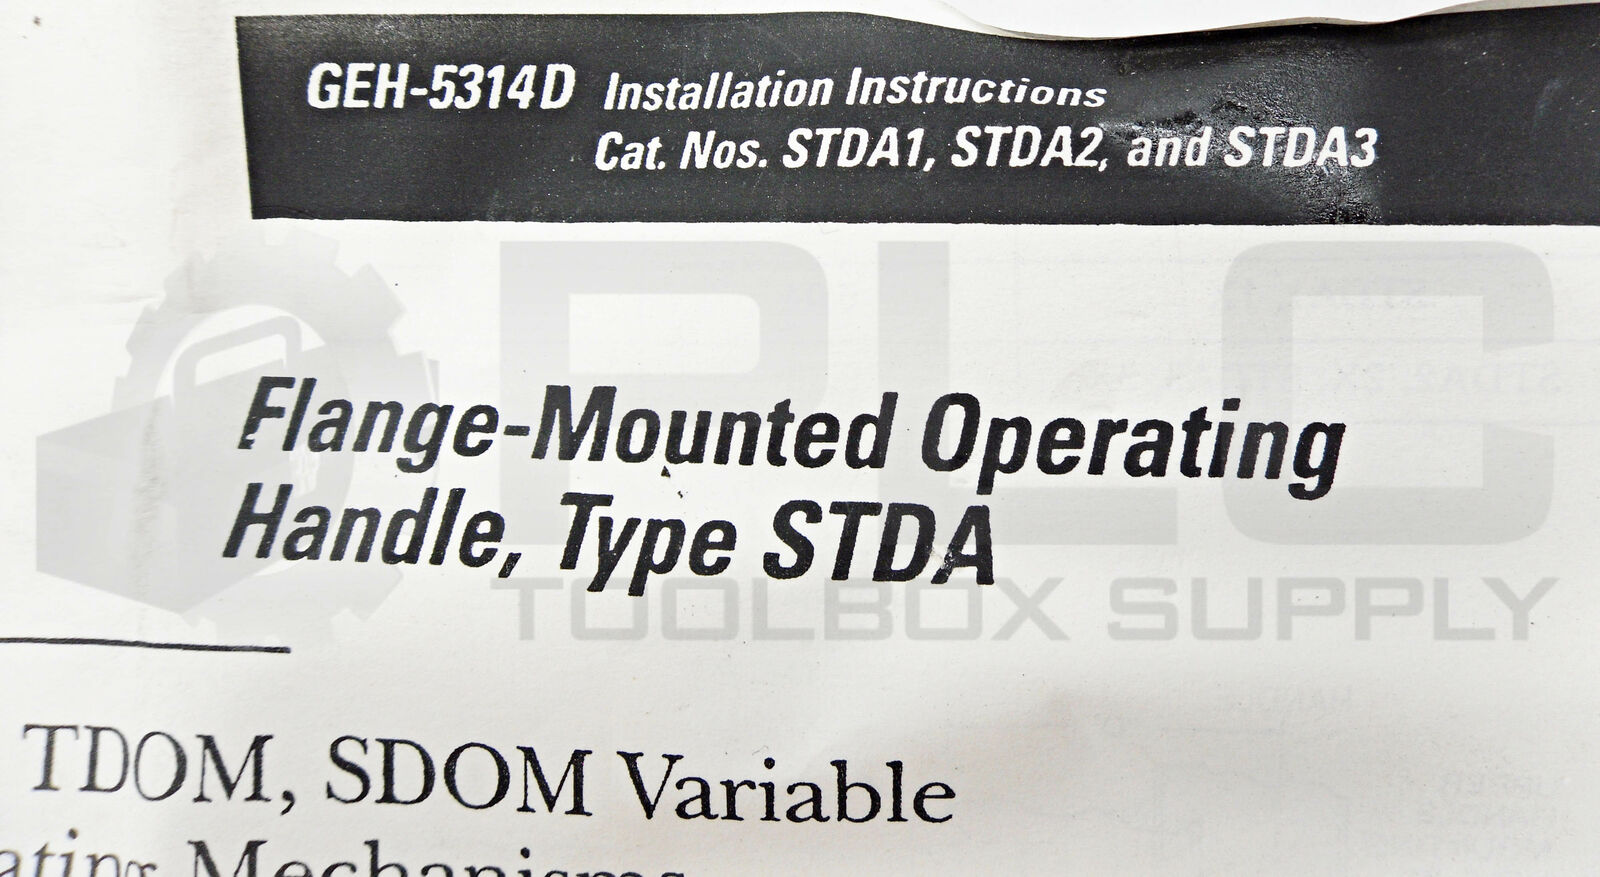 GEH-5314D Installation Instructions
Cat. Nos. STDA1, STDA2, and STDA3
Flange-Mounted Operating
Handle, Type STDA
PLC
TOOLBOX SUPPLY
TDOM, SDOM Variable
Mechanisms